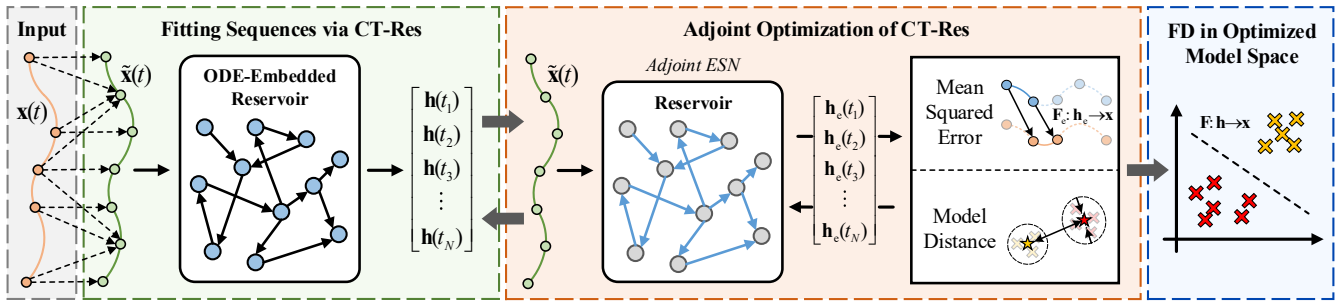 Input
x(t)
Fitting Sequences via CT-Res
x̃(t)
ODE-Embedded
Reservoir
h(t₁)
h(t₂)
h(t₃)
⋮
h(t_N)
Adjoint Optimization of CT-Res
x̃(t)
Adjoint ESN
Reservoir
hₑ(t₁)
hₑ(t₂)
hₑ(t₃)
⋮
hₑ(t_N)
Mean
Squared
Error
Fₑ: hₑ→x
Model
Distance
FD in Optimized
Model Space
F: h→x